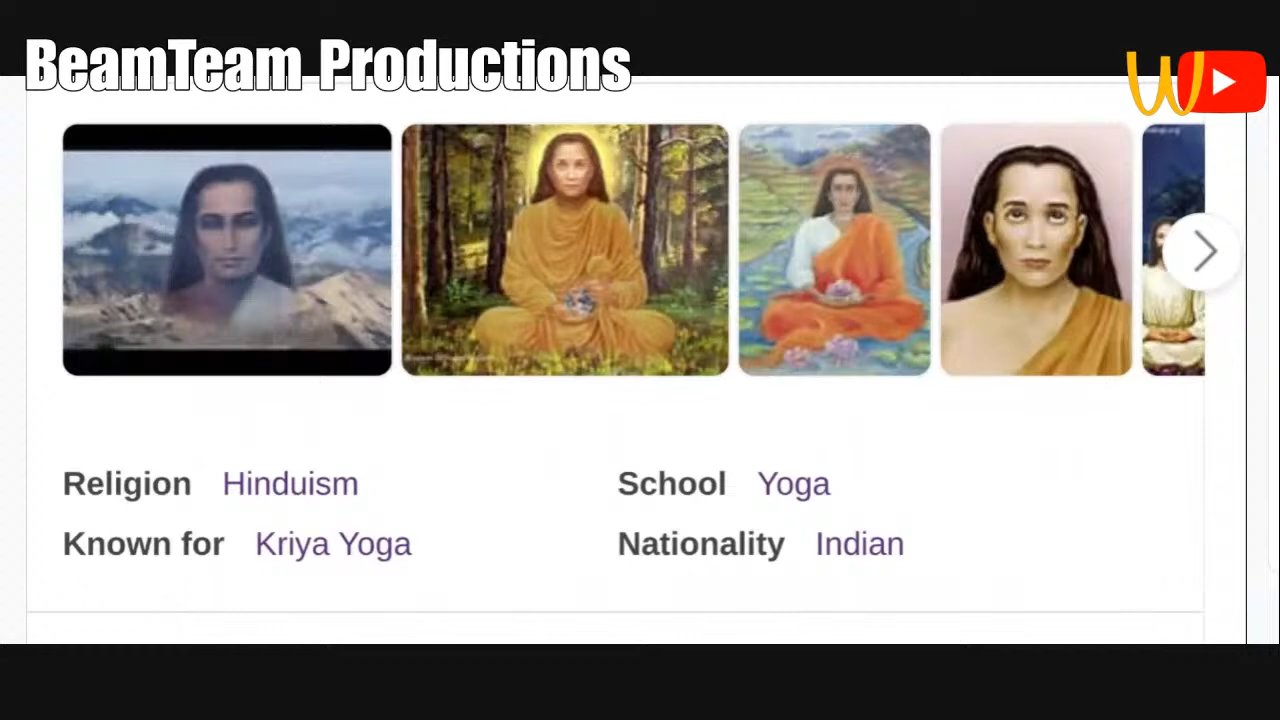 BeamTeam Productions
W
Religion Hinduism
School Yoga
Known for Kriya Yoga
Nationality Indian